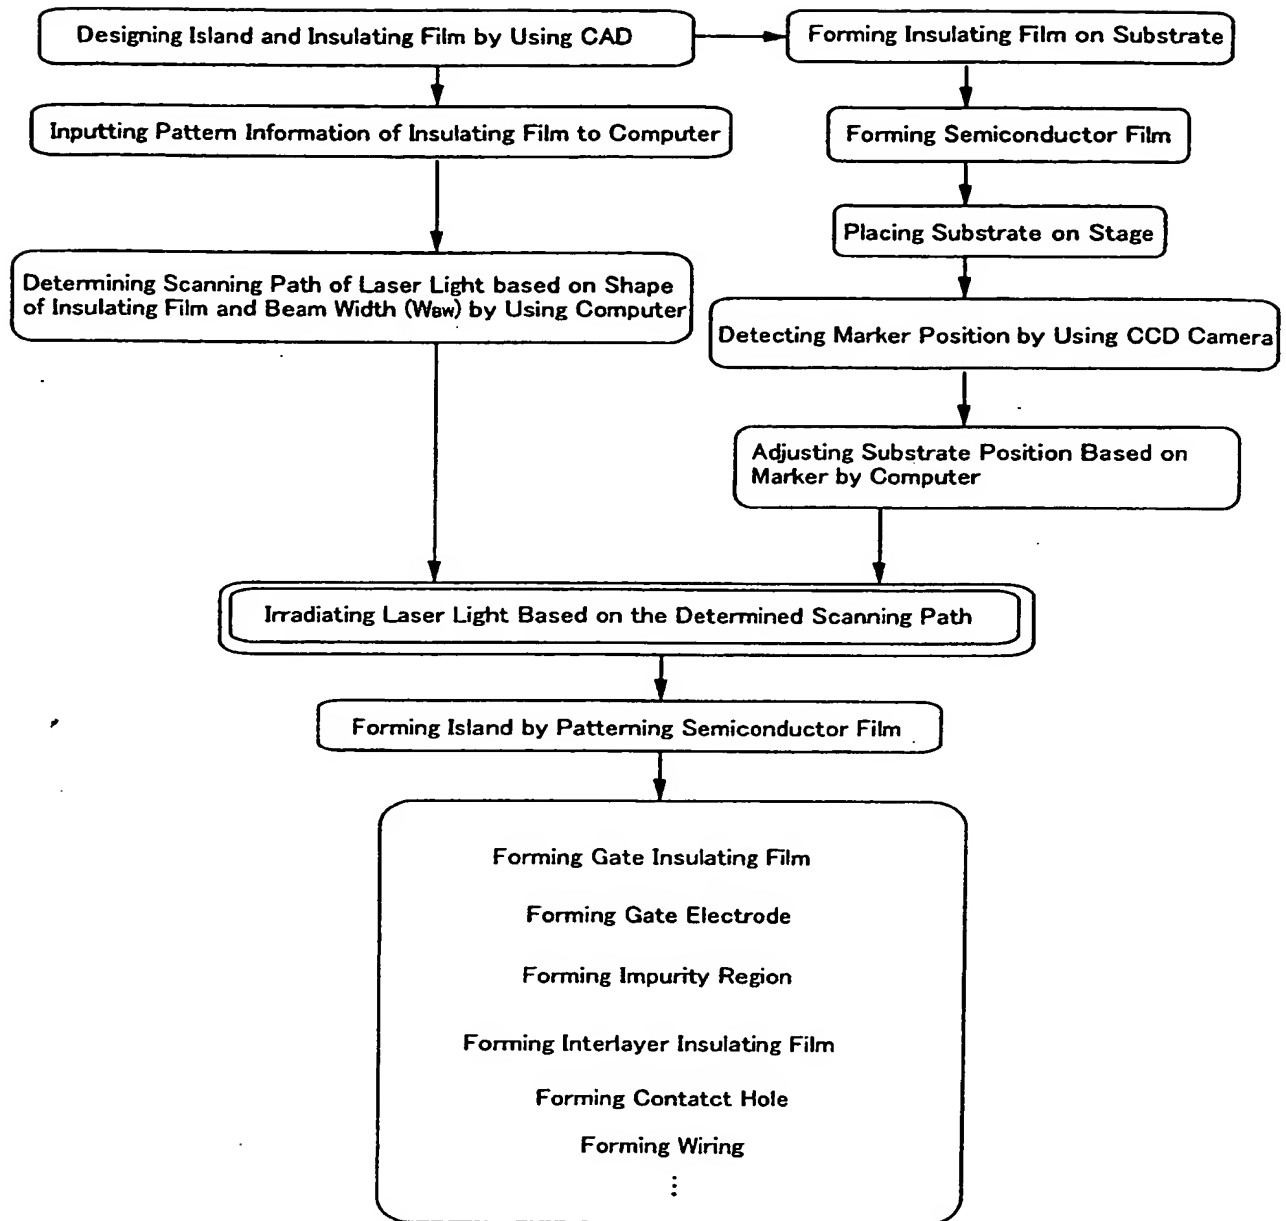 Designing Island and Insulating Film by Using CAD
Forming Insulating Film on Substrate
Inputting Pattern Information of Insulating Film to Computer
Forming Semiconductor Film
Placing Substrate on Stage
Determining Scanning Path of Laser Light based on Shape
of Insulating Film and Beam Width (WBW) by Using Computer
Detecting Marker Position by Using CCD Camera
Adjusting Substrate Position Based on
Marker by Computer
Irradiating Laser Light Based on the Determined Scanning Path
Forming Island by Patterning Semiconductor Film
Forming Gate Insulating Film
Forming Gate Electrode
Forming Impurity Region
Forming Interlayer Insulating Film
Forming Contatct Hole
Forming Wiring
⋮